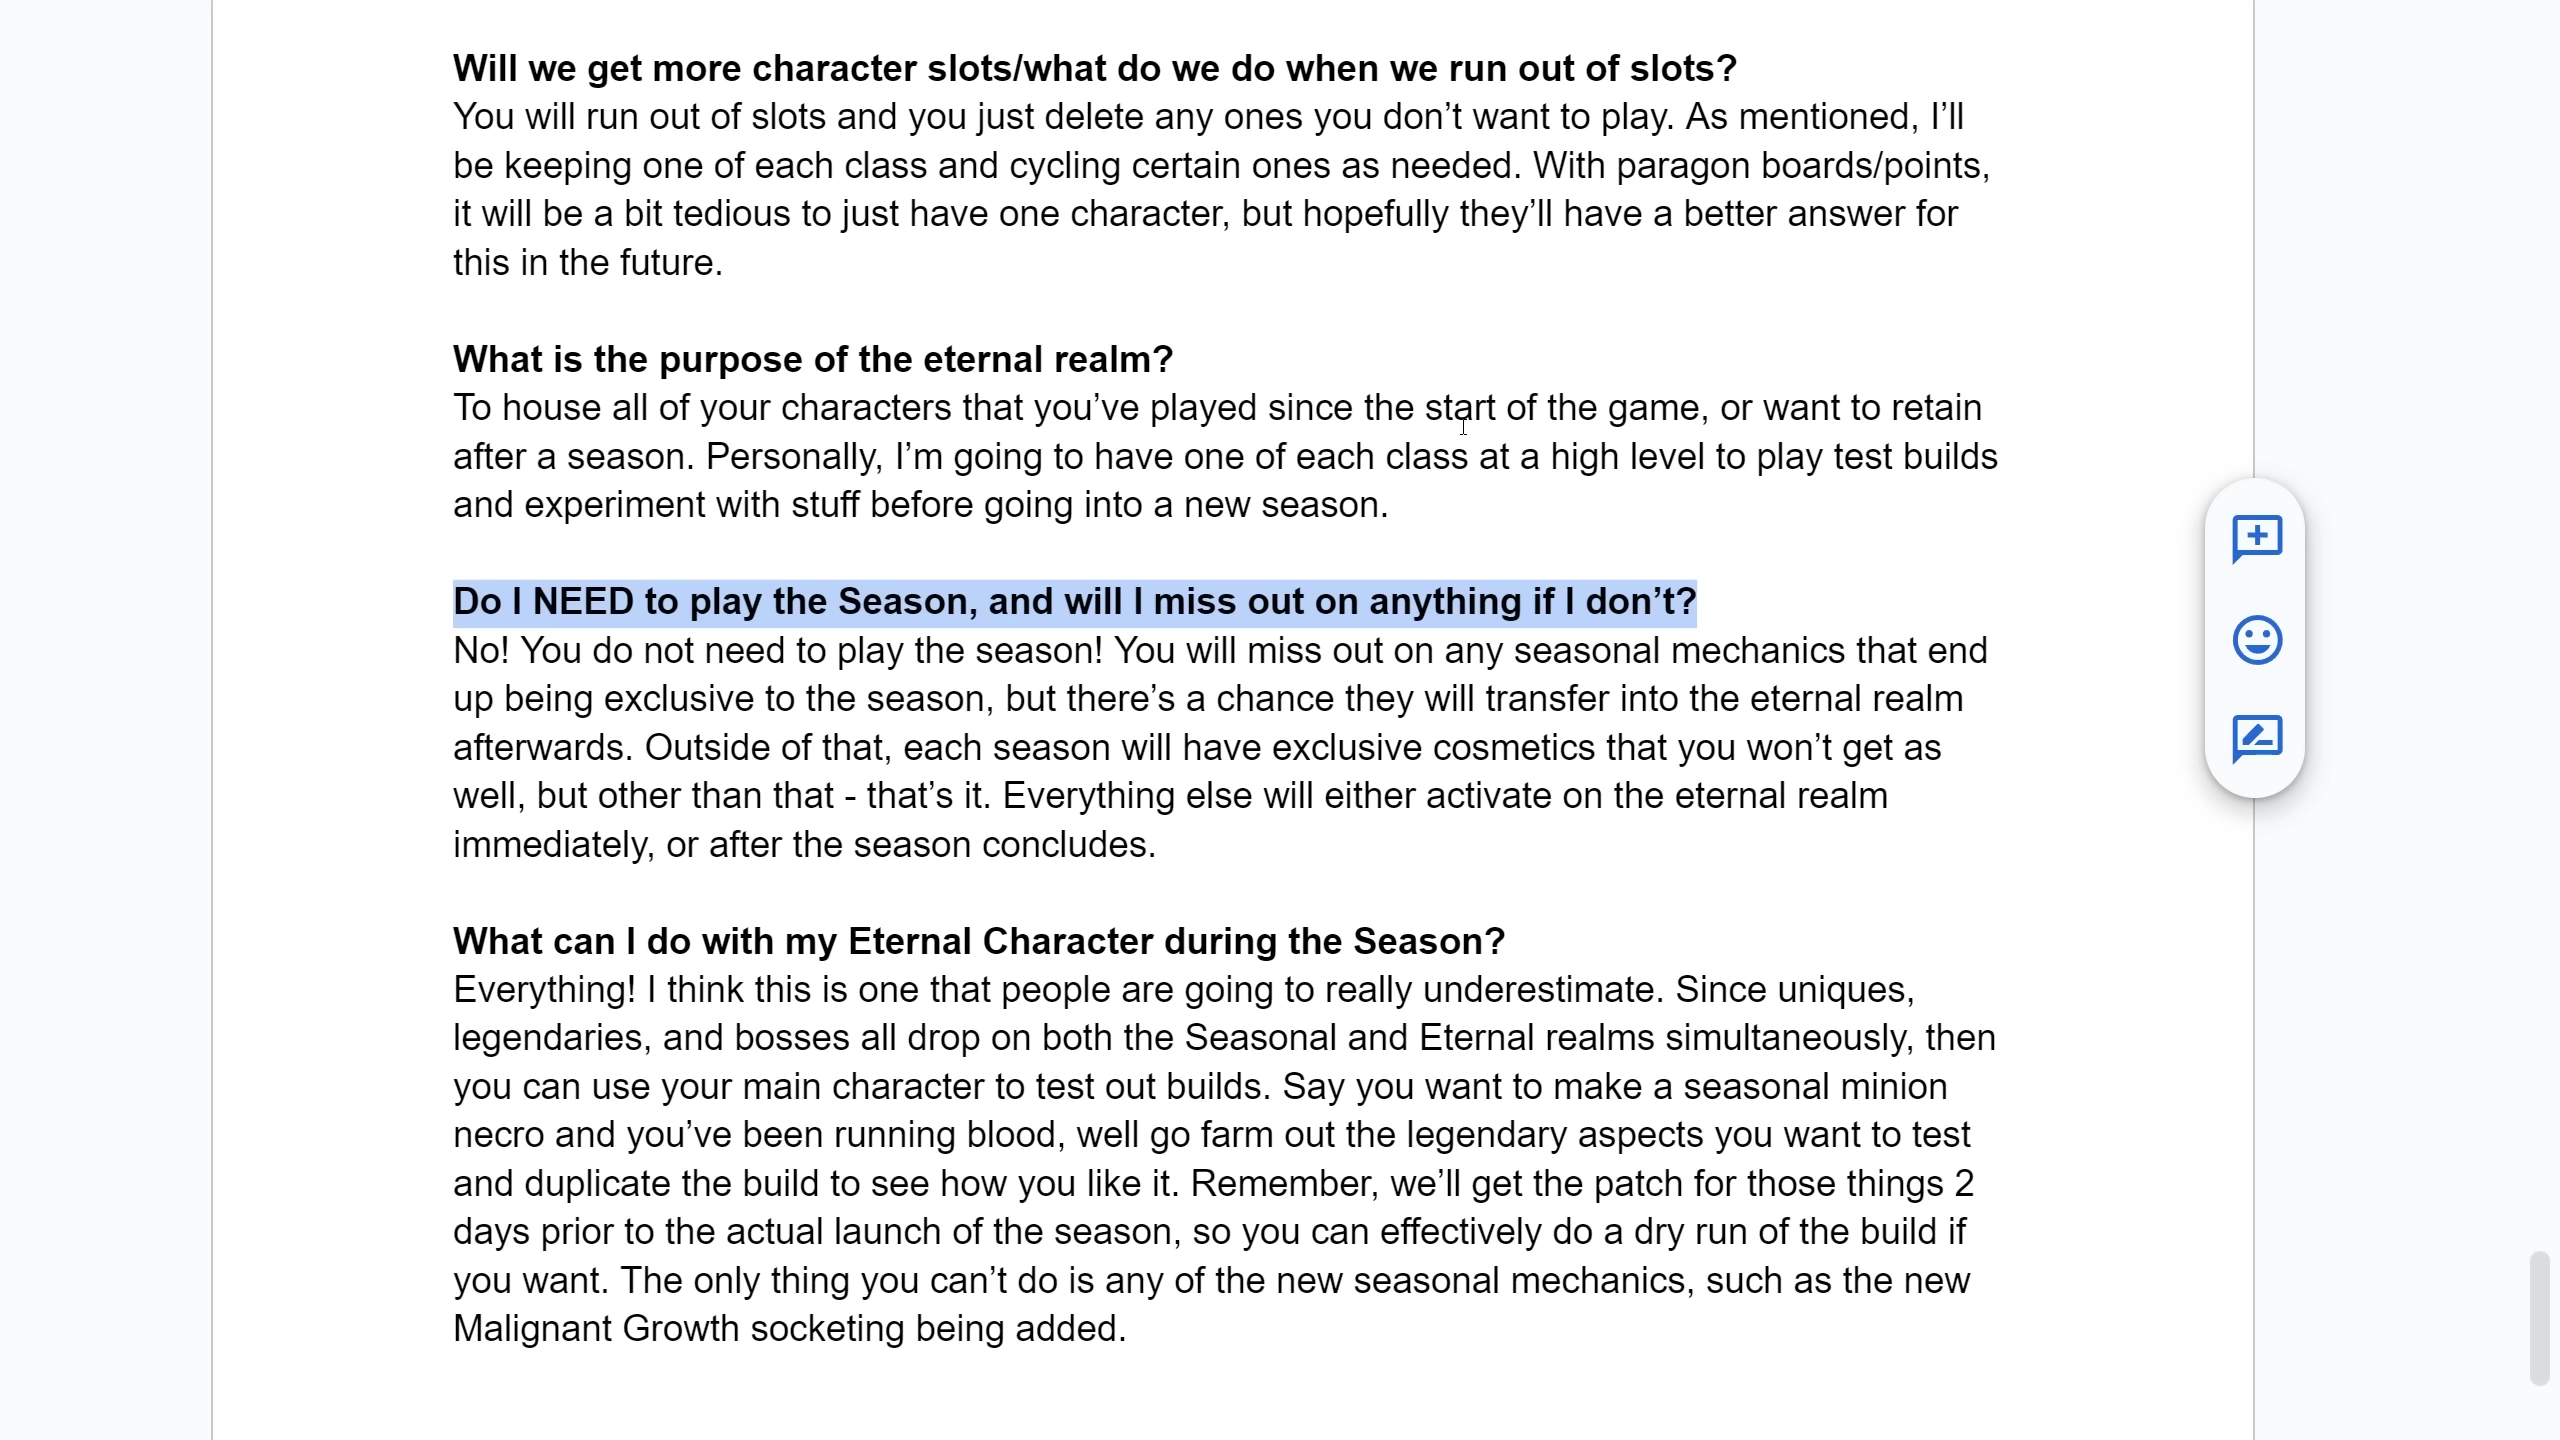 Will we get more character slots/what do we do when we run out of slots?
You will run out of slots and you just delete any ones you don’t want to play. As mentioned, I’ll
be keeping one of each class and cycling certain ones as needed. With paragon boards/points,
it will be a bit tedious to just have one character, but hopefully they’ll have a better answer for
this in the future.
What is the purpose of the eternal realm?
To house all of your characters that you’ve played since the start of the game, or want to retain
after a season. Personally, I’m going to have one of each class at a high level to play test builds
and experiment with stuff before going into a new season.
Do I NEED to play the Season, and will I miss out on anything if I don’t?
No! You do not need to play the season! You will miss out on any seasonal mechanics that end
up being exclusive to the season, but there’s a chance they will transfer into the eternal realm
afterwards. Outside of that, each season will have exclusive cosmetics that you won’t get as
well, but other than that - that’s it. Everything else will either activate on the eternal realm
immediately, or after the season concludes.
What can I do with my Eternal Character during the Season?
Everything! I think this is one that people are going to really underestimate. Since uniques,
legendaries, and bosses all drop on both the Seasonal and Eternal realms simultaneously, then
you can use your main character to test out builds. Say you want to make a seasonal minion
necro and you’ve been running blood, well go farm out the legendary aspects you want to test
and duplicate the build to see how you like it. Remember, we’ll get the patch for those things 2
days prior to the actual launch of the season, so you can effectively do a dry run of the build if
you want. The only thing you can’t do is any of the new seasonal mechanics, such as the new
Malignant Growth socketing being added.